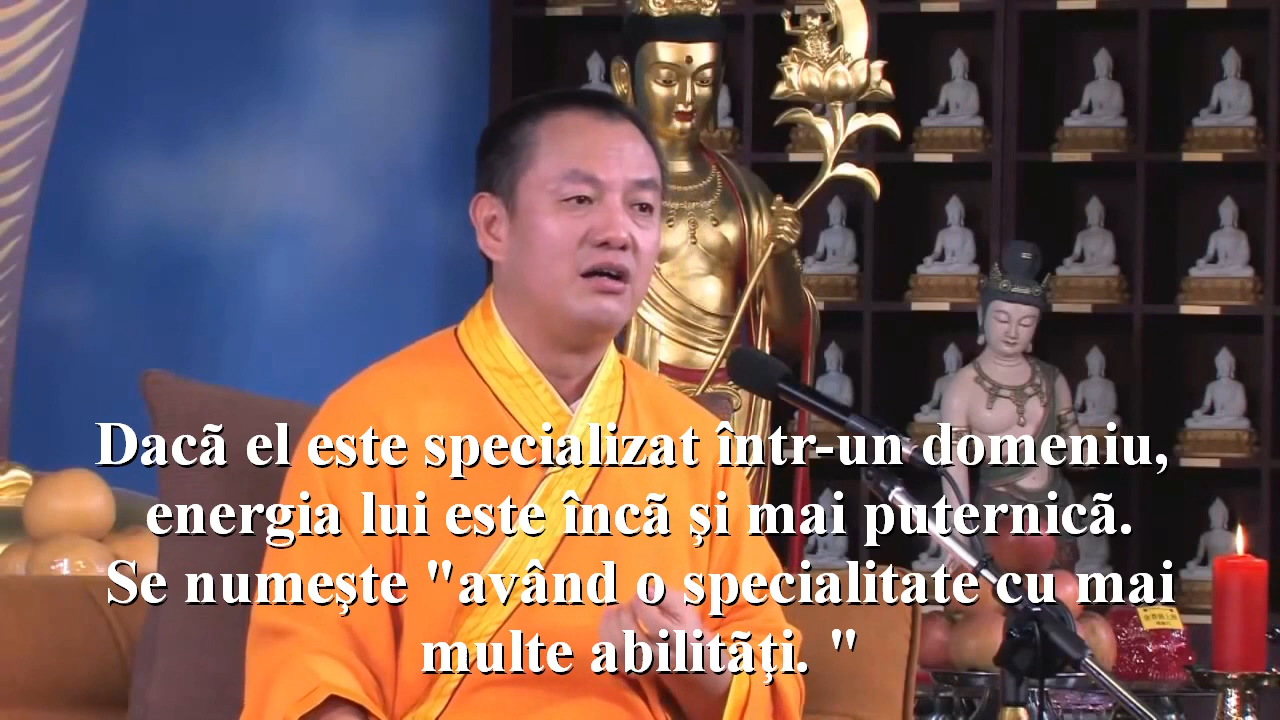 Dacã el este specializat într-un domeniu,
energia lui este încã şi mai puternicã.
Se numeşte "având o specialitate cu mai
multe abilitãţi. "